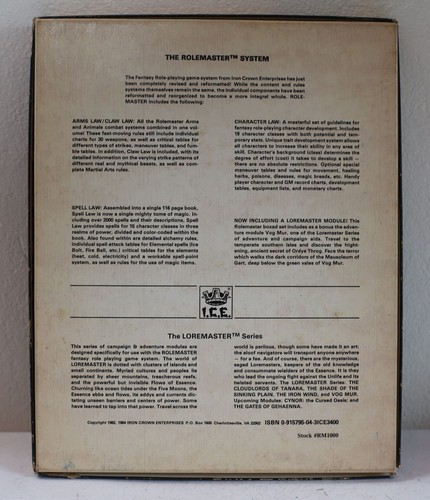 THE ROLEMASTER™ SYSTEM
The Fantasy Role-playing game system from Iron Crown Enterprises has just
been completely revised and reformatted! While the content and rules
systems themselves remain the same, the individual components have been
reformatted and reorganized to become a more integral whole. ROLE-
MASTER includes the following:
ARMS LAW/CLAW LAW: All the Rolemaster Arms
and Animals combat systems combined in one vol-
ume! These fast-moving rules still include individual
charts for 30 weapons, as well as critical tables for
different types of strikes, maneuver tables, and fum-
ble tables. In addition, Claw Law is included, with its
detailed information on the varying strike patterns of
different real and mythical beasts, as well as com-
plete Martial Arts rules.
CHARACTER LAW: A masterful set of guidelines for
fantasy role playing character development. Includes
19 character classes with both potential and tem-
porary stats. Unique trait development system allows
all characters to increase their ability in any area of
skill. Character's background (class) determines the
degree of effort (cost) it takes to develop a skill —
there are no absolute restrictions. Optional special
maneuver tables and rules for movement, healing
herbs, poisons, diseases, magic breeds, etc. Handy
player character and GM record charts, development
tables, equipment lists, and monetary charts.
SPELL LAW: Assembled into a single 116 page book,
Spell Law is now a single mighty tome of magic. In-
cluding over 2000 spells and their descriptions, Spell
Law provides spells for 15 character classes in three
realms of power, divided and color-coded within the
book. Also found within are detailed alchemy rules.
Individual spell attack tables for Elemental spells (Ice
Bolt, Fire Ball, etc.) critical tables for the elements
(heat, cold, electricity) and a workable spell-point
system, as well as rules for the use of magic items.
NOW INCLUDING A LOREMASTER MODULE! This
Rolemaster boxed set also includes as a bonus the adven-
ture module Vog Mur, one of the Loremaster Series
of adventure and campaign aids. Travel to the
temperate southern isles and discover the fright-
ening, ancient secret of Ordye Throg. Face the terror
which walks the dark corridors of the Mausoleum of
Gart, deep below the green vales of Vog Mur.
I.C.E.
The LOREMASTER™ Series
This series of campaign & adventure modules are
designed specifically for use with the ROLEMASTER
fantasy role playing game system. The world of
LOREMASTER is dotted with clusters of islands and
small continents. Myriad cultures and peoples lie
separated by sheer mountains, treacherous reefs,
and the powerful but invisible Flows of Essence.
Churning like ocean tides under the Five Moons, the
Essence ebbs and flows, its eddys and currents dic-
tating unseen barriers and centers of power. Some
have learned to tap into that power. Travel across the
world is perilous, though some have made it an art:
the aloof navigators will transport anyone anywhere
— for a fee. And of course, there are the mysterious,
saged Loremasters, keepers of the old knowledge
and consummate wielders of the Essence. It is they
who lead the ongoing fight against the Unlife and its
twisted servants. The LOREMASTER Series: THE
CLOUDLORDS OF TANARA, THE SHADE OF THE
SINKING PLAIN, THE IRON WIND, and VOG MUR.
Upcoming Modules: CYNOR: the Cursed Oasis; and
THE GATES OF GEHAENNA.
Copyright 1982, 1984 IRON CROWN ENTERPRISES P.O. Box 1605 Charlottesville, VA 22902 ISBN 0-915795-04-3/ICE3400
Stock #RM1000